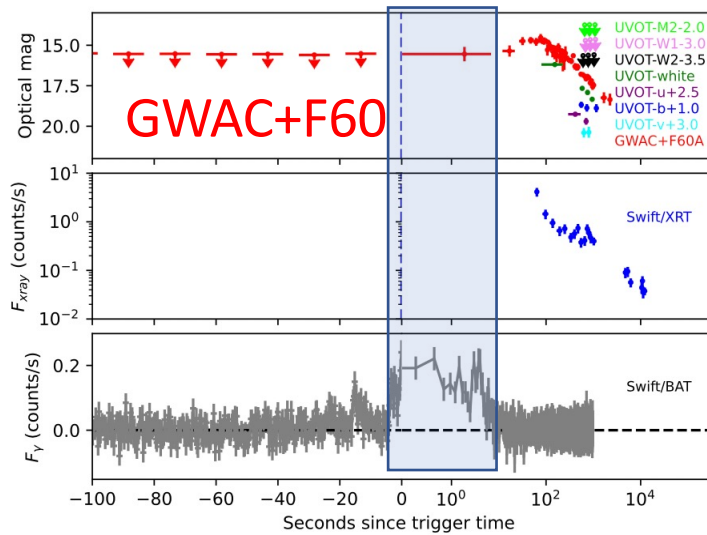 Optical mag
15.0
17.5
20.0
GWAC+F60
UVOT-M2-2.0
UVOT-W1-3.0
UVOT-W2-3.5
UVOT-white
UVOT-u+2.5
UVOT-b+1.0
UVOT-v+3.0
GWAC+F60A
F_xray (counts/s)
10¹
10⁰
10⁻¹
10⁻²
Swift/XRT
F_γ (counts/s)
0.2
0.0
Swift/BAT
−100 −80 −60 −40 −20 0 10⁰ 10² 10⁴
Seconds since trigger time